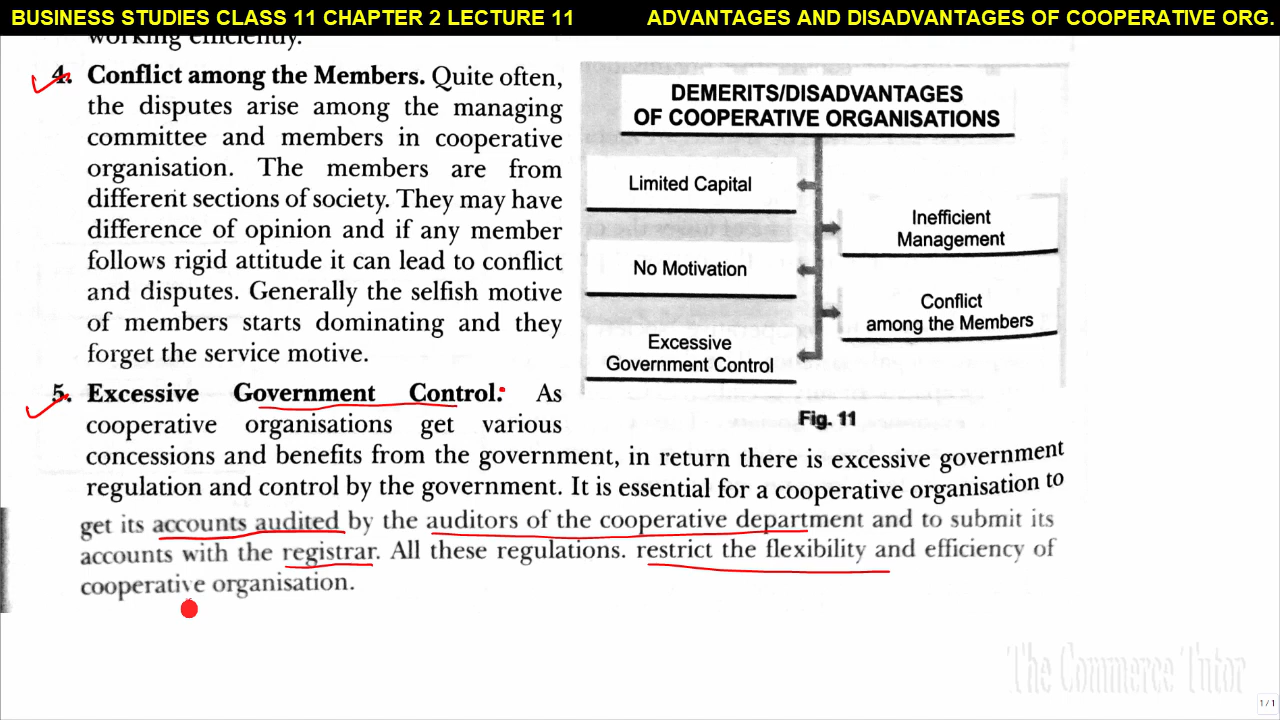 BUSINESS STUDIES CLASS 11 CHAPTER 2 LECTURE 11 ADVANTAGES AND DISADVANTAGES OF COOPERATIVE ORG.
working efficiently.
4. Conflict among the Members. Quite often,
the disputes arise among the managing
committee and members in cooperative
organisation. The members are from
different sections of society. They may have
difference of opinion and if any member
follows rigid attitude it can lead to conflict
and disputes. Generally the selfish motive
of members starts dominating and they
forget the service motive.
DEMERITS/DISADVANTAGES
OF COOPERATIVE ORGANISATIONS
Limited Capital
Inefficient
Management
No Motivation
Conflict
among the Members
Excessive
Government Control
Fig. 11
5. Excessive Government Control: As
cooperative organisations get various
concessions and benefits from the government, in return there is excessive government
regulation and control by the government. It is essential for a cooperative organisation to
get its accounts audited by the auditors of the cooperative department and to submit its
accounts with the registrar. All these regulations. restrict the flexibility and efficiency of
cooperative organisation.
The Commerce Tutor
1/1